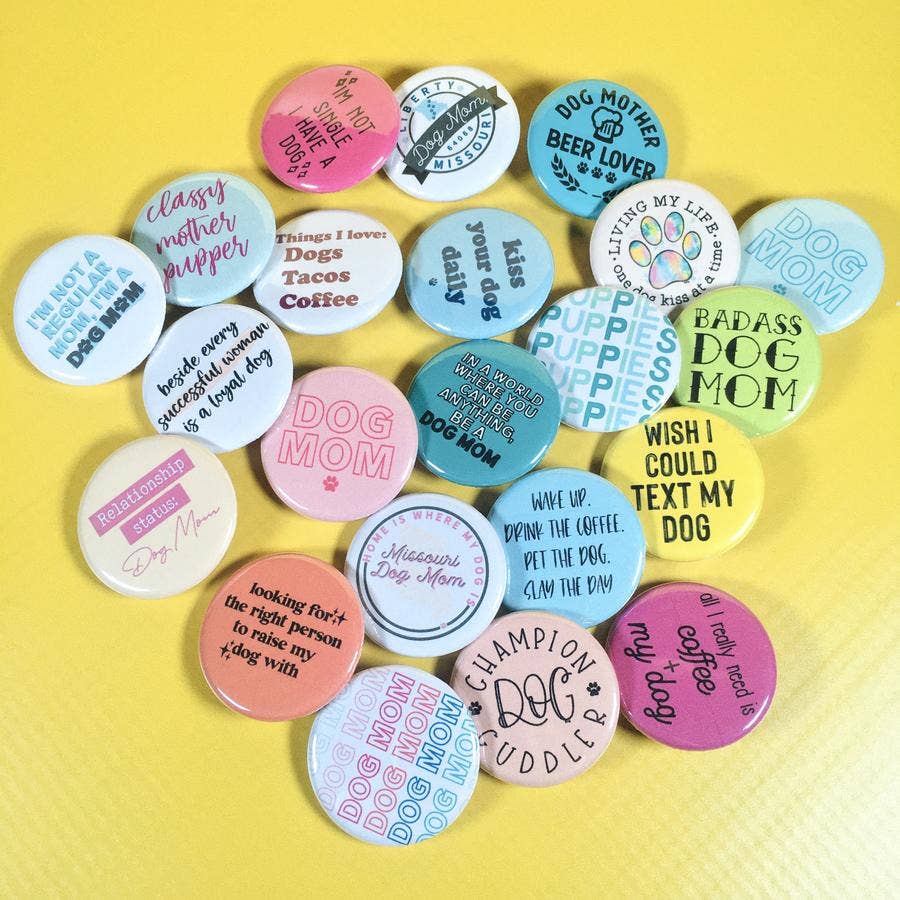 I'M NOT
SINGLE
I HAVE A
DOG
LIBERTY
Dog Mom
64068
MISSOURI
DOG MOTHER
BEER LOVER
classy
mother
pupper
Things I love:
Dogs
Tacos
Coffee
kiss
your dog
daily
LIVING MY LIFE
one dog kiss at a time
DOG
MOM
I'M NOT A
REGULAR
MOM, I'M A
DOG MOM
beside every
successful woman
is a loyal dog
DOG
MOM
IN A WORLD
WHERE YOU
CAN BE
ANYTHING,
BE A
DOG MOM
PUPPIE
PUPPIES
PUPPIES
PUPPIES
PUPPIE
BADASS
DOG
MOM
WISH I
COULD
TEXT MY
DOG
Relationship
status:
Dog Mom
HOME IS WHERE MY DOG IS
Missouri
Dog Mom
WAKE UP.
DRINK THE COFFEE.
PET THE DOG.
SLAY THE DAY
looking for
the right person
to raise my
dog with
CHAMPION
DOG
CUDDLER
all I really need is
coffee
+
my dog
DOG MOM
DOG MOM
DOG MOM
DOG MOM
DOG MOM